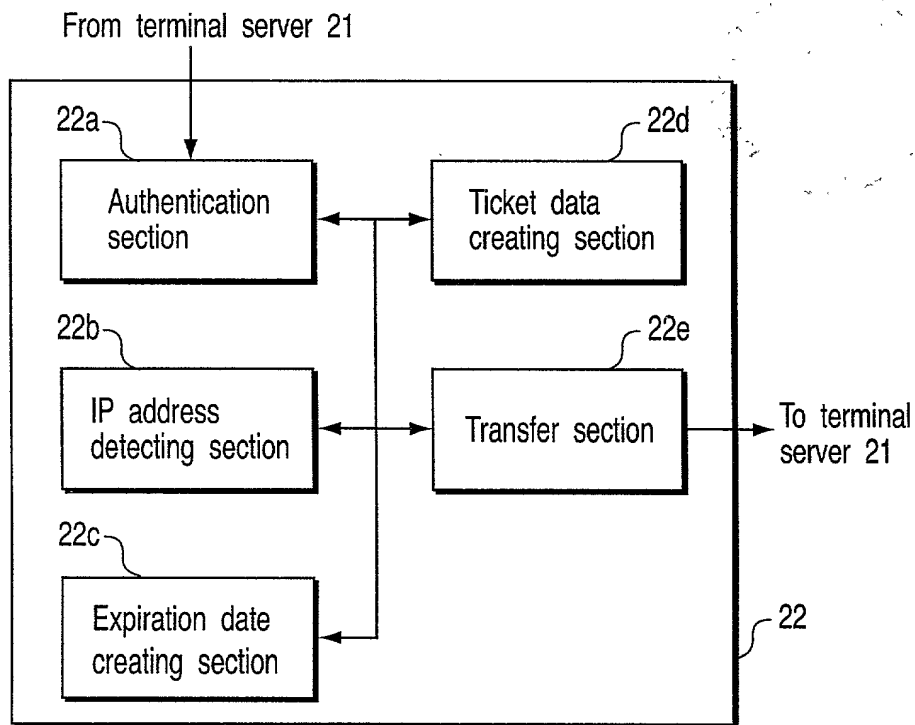 From terminal server 21
22a
Authentication
section
22d
Ticket data
creating section
22b
IP address
detecting section
22e
Transfer section
To terminal
server 21
22c
Expiration date
creating section
22